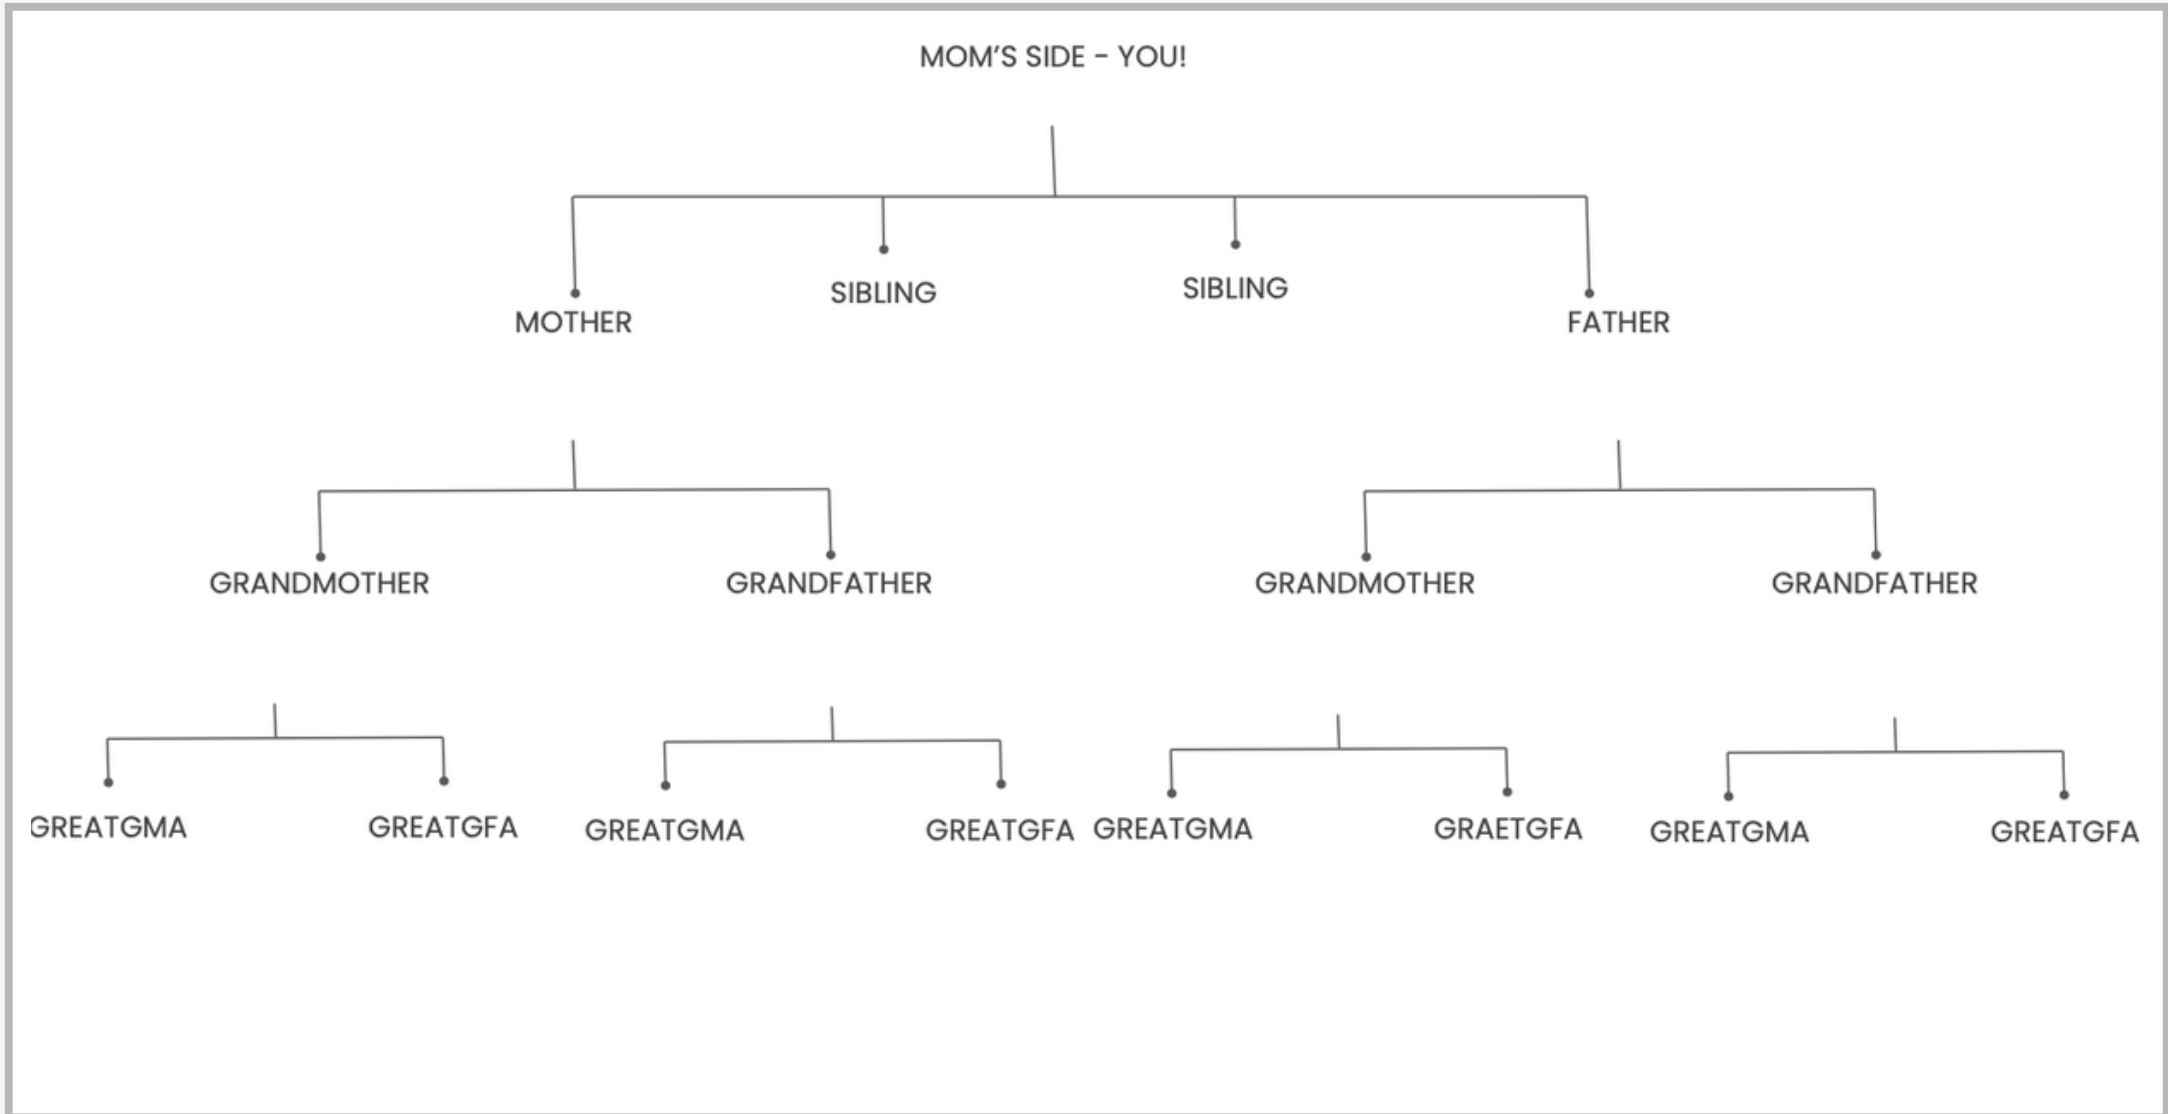 MOM'S SIDE - YOU!
SIBLING
SIBLING
MOTHER
FATHER
GRANDMOTHER
GRANDFATHER
GRANDMOTHER
GRANDFATHER
GREATGMA
GREATGFA
GREATGMA
GREATGFA
GREATGMA
GRAETGFA
GREATGMA
GREATGFA